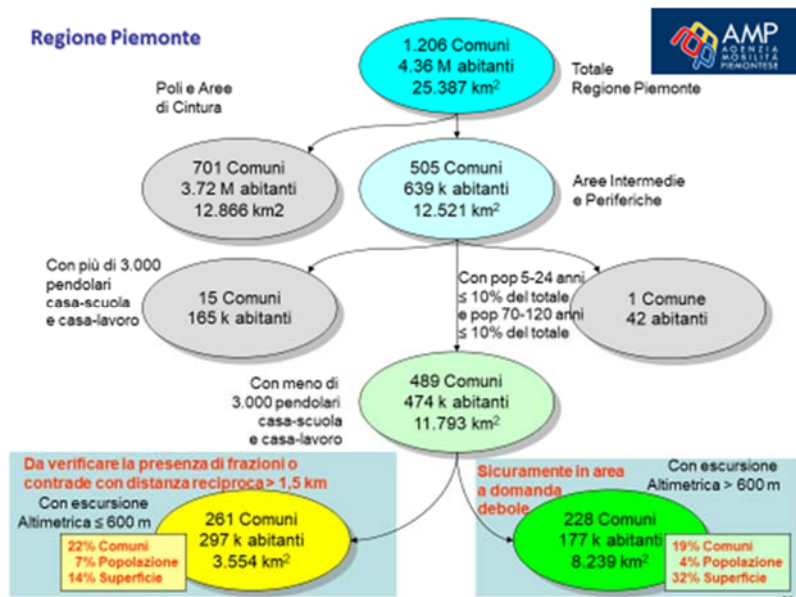 Regione Piemonte
AMP
AGENZIA
MOBILITÀ
PIEMONTESE
1.206 Comuni
4.36 M abitanti
25.387 km²
Totale
Regione Piemonte
Poli e Aree
di Cintura
701 Comuni
3.72 M abitanti
12.866 km2
505 Comuni
639 k abitanti
12.521 km²
Aree Intermedie
e Periferiche
Con più di 3.000
pendolari
casa-scuola
e casa-lavoro
15 Comuni
165 k abitanti
Con pop 5-24 anni
≤ 10% del totale
e pop 70-120 anni
≤ 10% del totale
1 Comune
42 abitanti
Con meno di
3.000 pendolari
casa-scuola
e casa-lavoro
489 Comuni
474 k abitanti
11.793 km²
Da verificare la presenza di frazioni o
contrade con distanza reciproca > 1,5 km
Con escursione
Altimetrica ≤ 600 m
261 Comuni
297 k abitanti
3.554 km²
22% Comuni
7% Popolazione
14% Superficie
Sicuramente in area
a domanda
debole
Con escursione
Altimetrica > 600 m
228 Comuni
177 k abitanti
8.239 km²
19% Comuni
4% Popolazione
32% Superficie